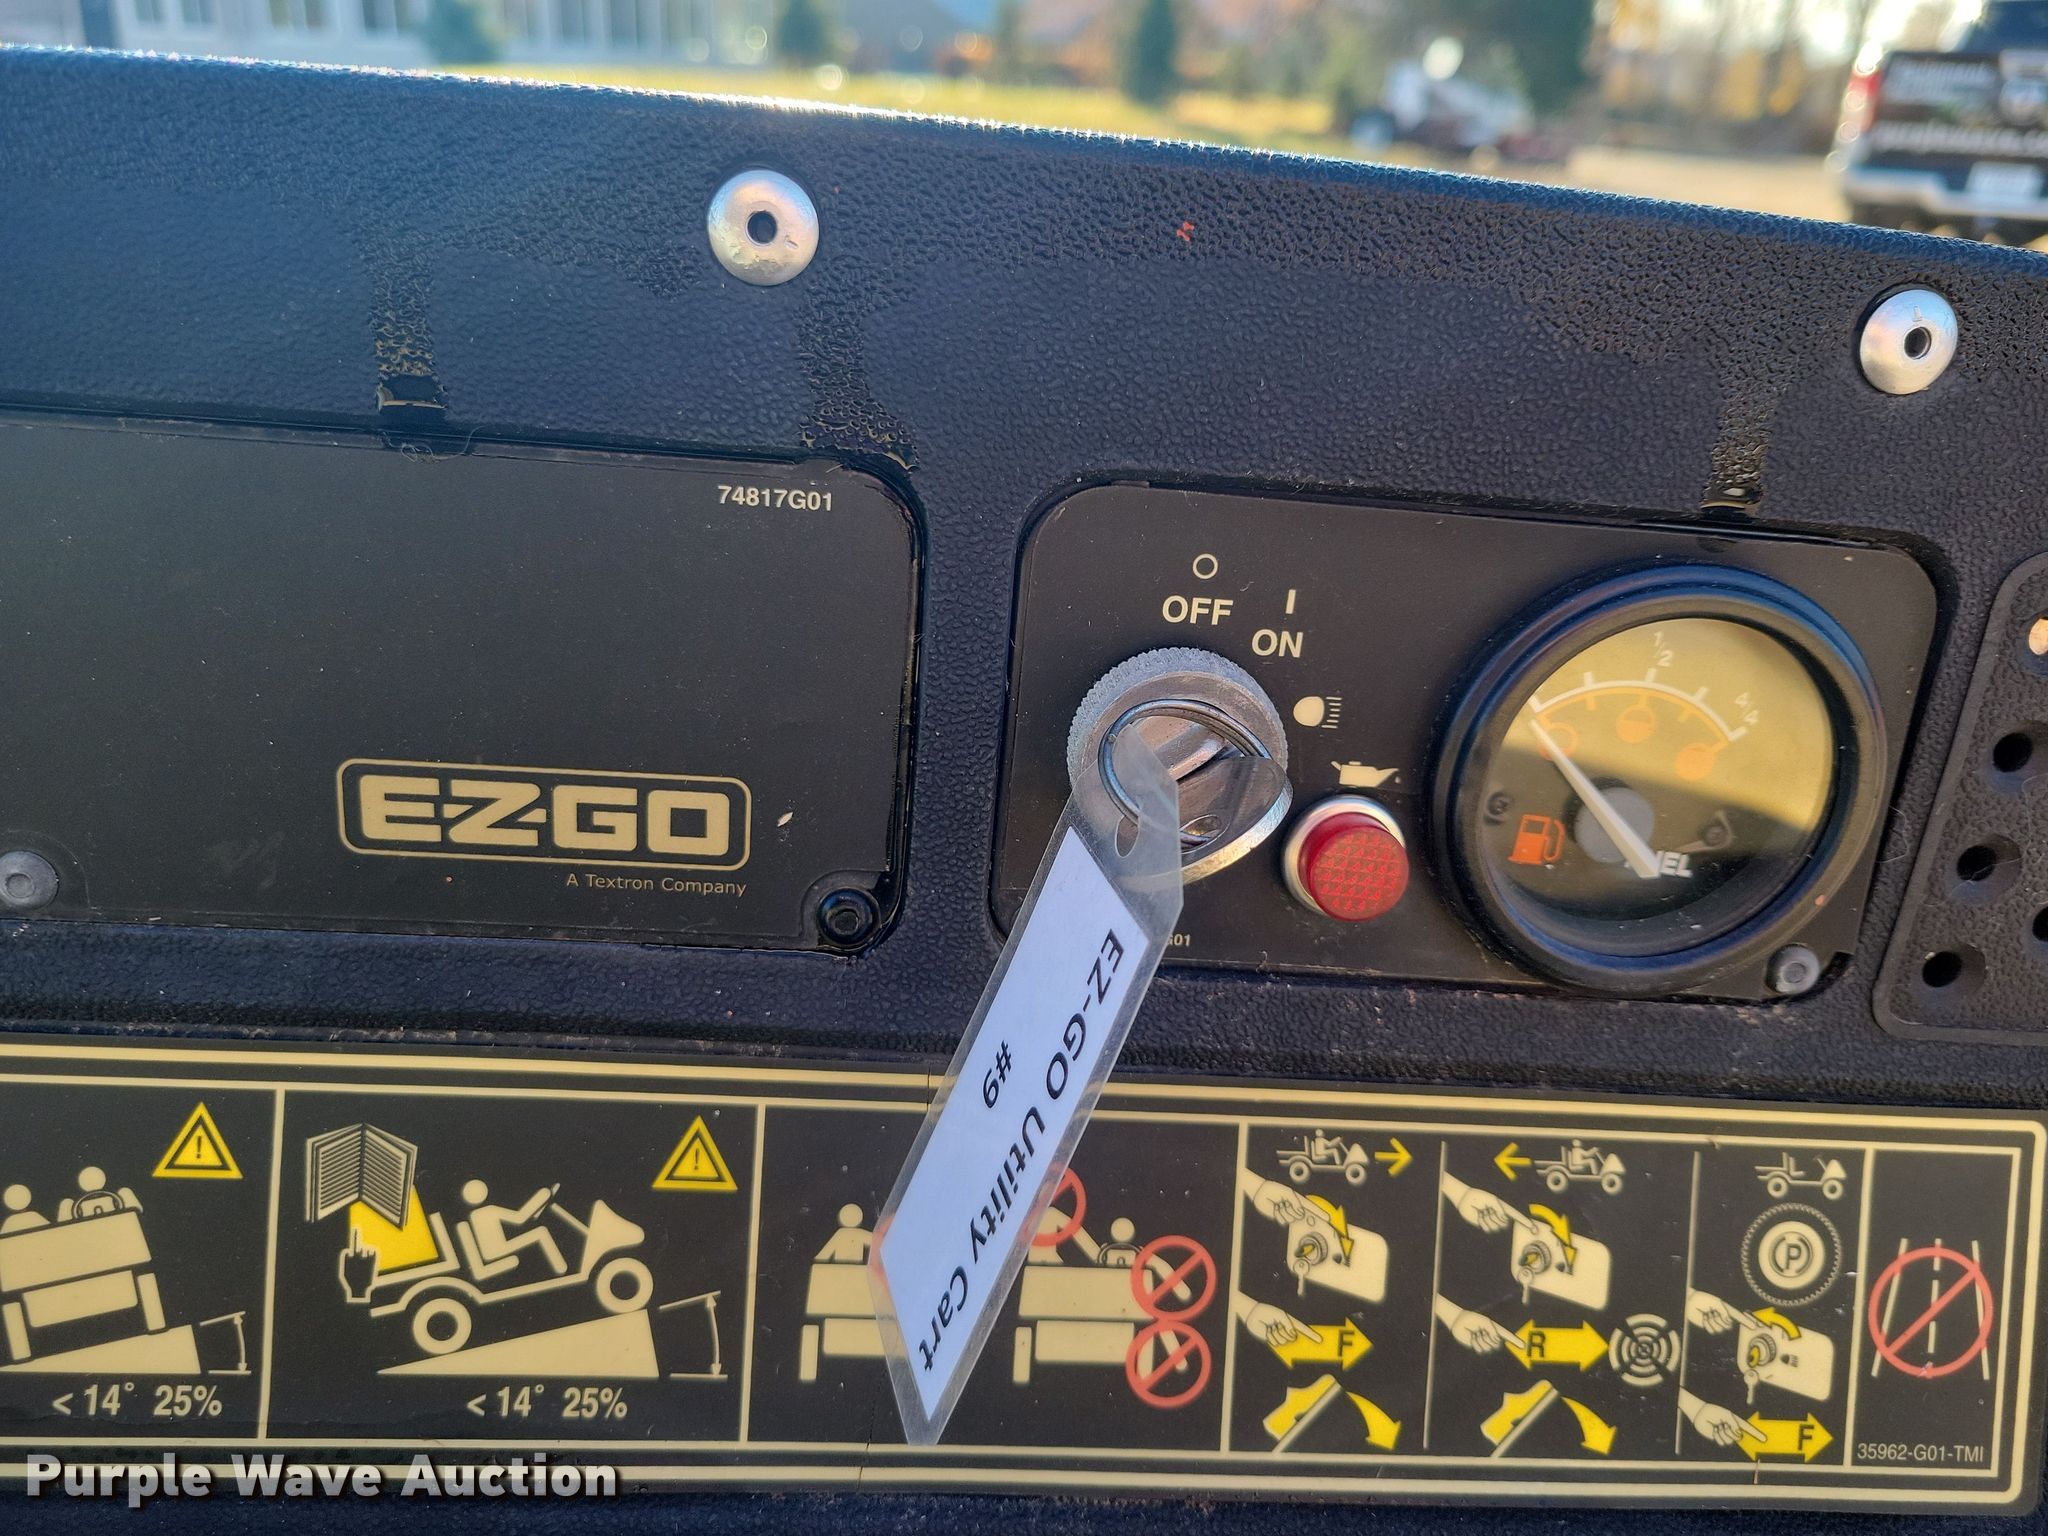 74817G01
OFF
I
ON
1/2
4/4
FUEL
E-Z-GO
A Textron Company
G01
EZ-GO Utility Cart
#9
< 14° 25%
< 14° 25%
F
R
P
F
35962-G01-TMI
Purple Wave Auction